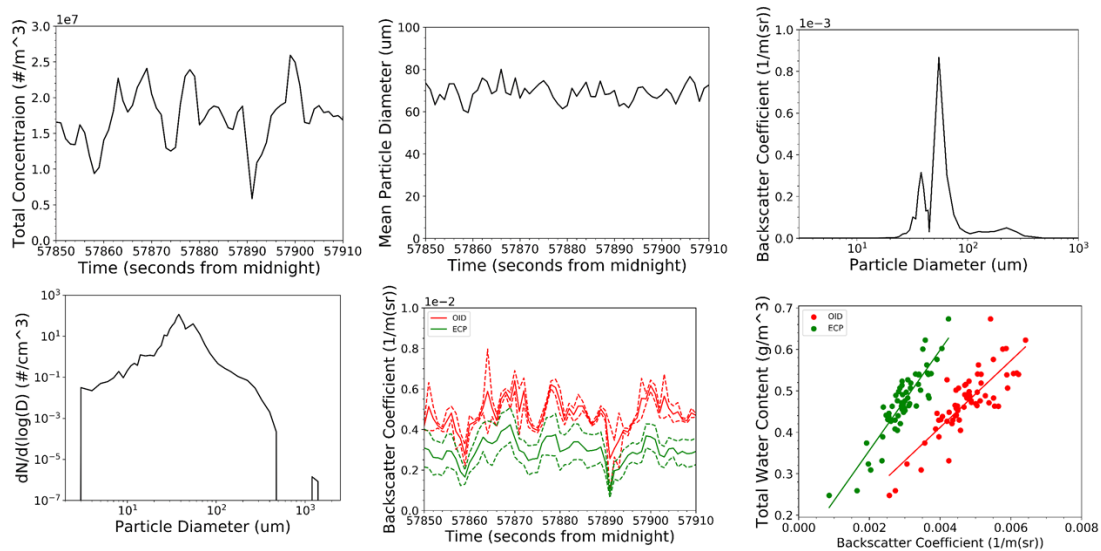 1e7
3.0
2.5
2.0
1.5
1.0
0.5
0.0
Total Concentraion (#/m^3)
57850 57860 57870 57880 57890 57900 57910
Time (seconds from midnight)
100
80
60
40
20
0
Mean Particle Diameter (um)
57850 57860 57870 57880 57890 57900 57910
Time (seconds from midnight)
1e−3
1.0
0.8
0.6
0.4
0.2
0.0
Backscatter Coefficient (1/m(sr))
10^1 10^2 10^3
Particle Diameter (um)
10^3
10^1
10^-1
10^-3
10^-5
10^-7
dN/d(log(D) (#/cm^3)
10^1 10^2 10^3
Particle Diameter (um)
1e−2
1.0
0.8
0.6
0.4
0.2
0.0
Backscatter Coefficient (1/m(sr))
OID
ECP
57850 57860 57870 57880 57890 57900 57910
Time (seconds from midnight)
0.7
0.6
0.5
0.4
0.3
0.2
Total Water Content (g/m^3)
OID
ECP
0.000 0.002 0.004 0.006 0.008
Backscatter Coefficient (1/m(sr))